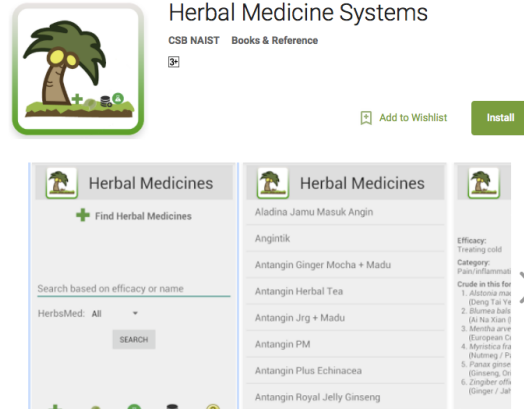 Herbal Medicine Systems
CSB NAIST Books & Reference
3+
Add to Wishlist
Install
Herbal Medicines
Find Herbal Medicines
Search based on efficacy or name
HerbsMed: All
SEARCH
Herbal Medicines
Aladina Jamu Masuk Angin
Angintik
Antangin Ginger Mocha + Madu
Antangin Herbal Tea
Antangin Jrg + Madu
Antangin PM
Antangin Plus Echinacea
Antangin Royal Jelly Ginseng
Efficacy:
Treating cold
Category:
Pain/inflammati
Crude in this for
1. Alstonia mac
(Deng Tai Ye
2. Blumea bals
(Ai Na Xian (
3. Mentha arve
(European Co
4. Myristica fra
(Nutmeg / P
5. Panax ginse
(Ginseng, Ori
6. Zingiber offic
(Ginger / Jah